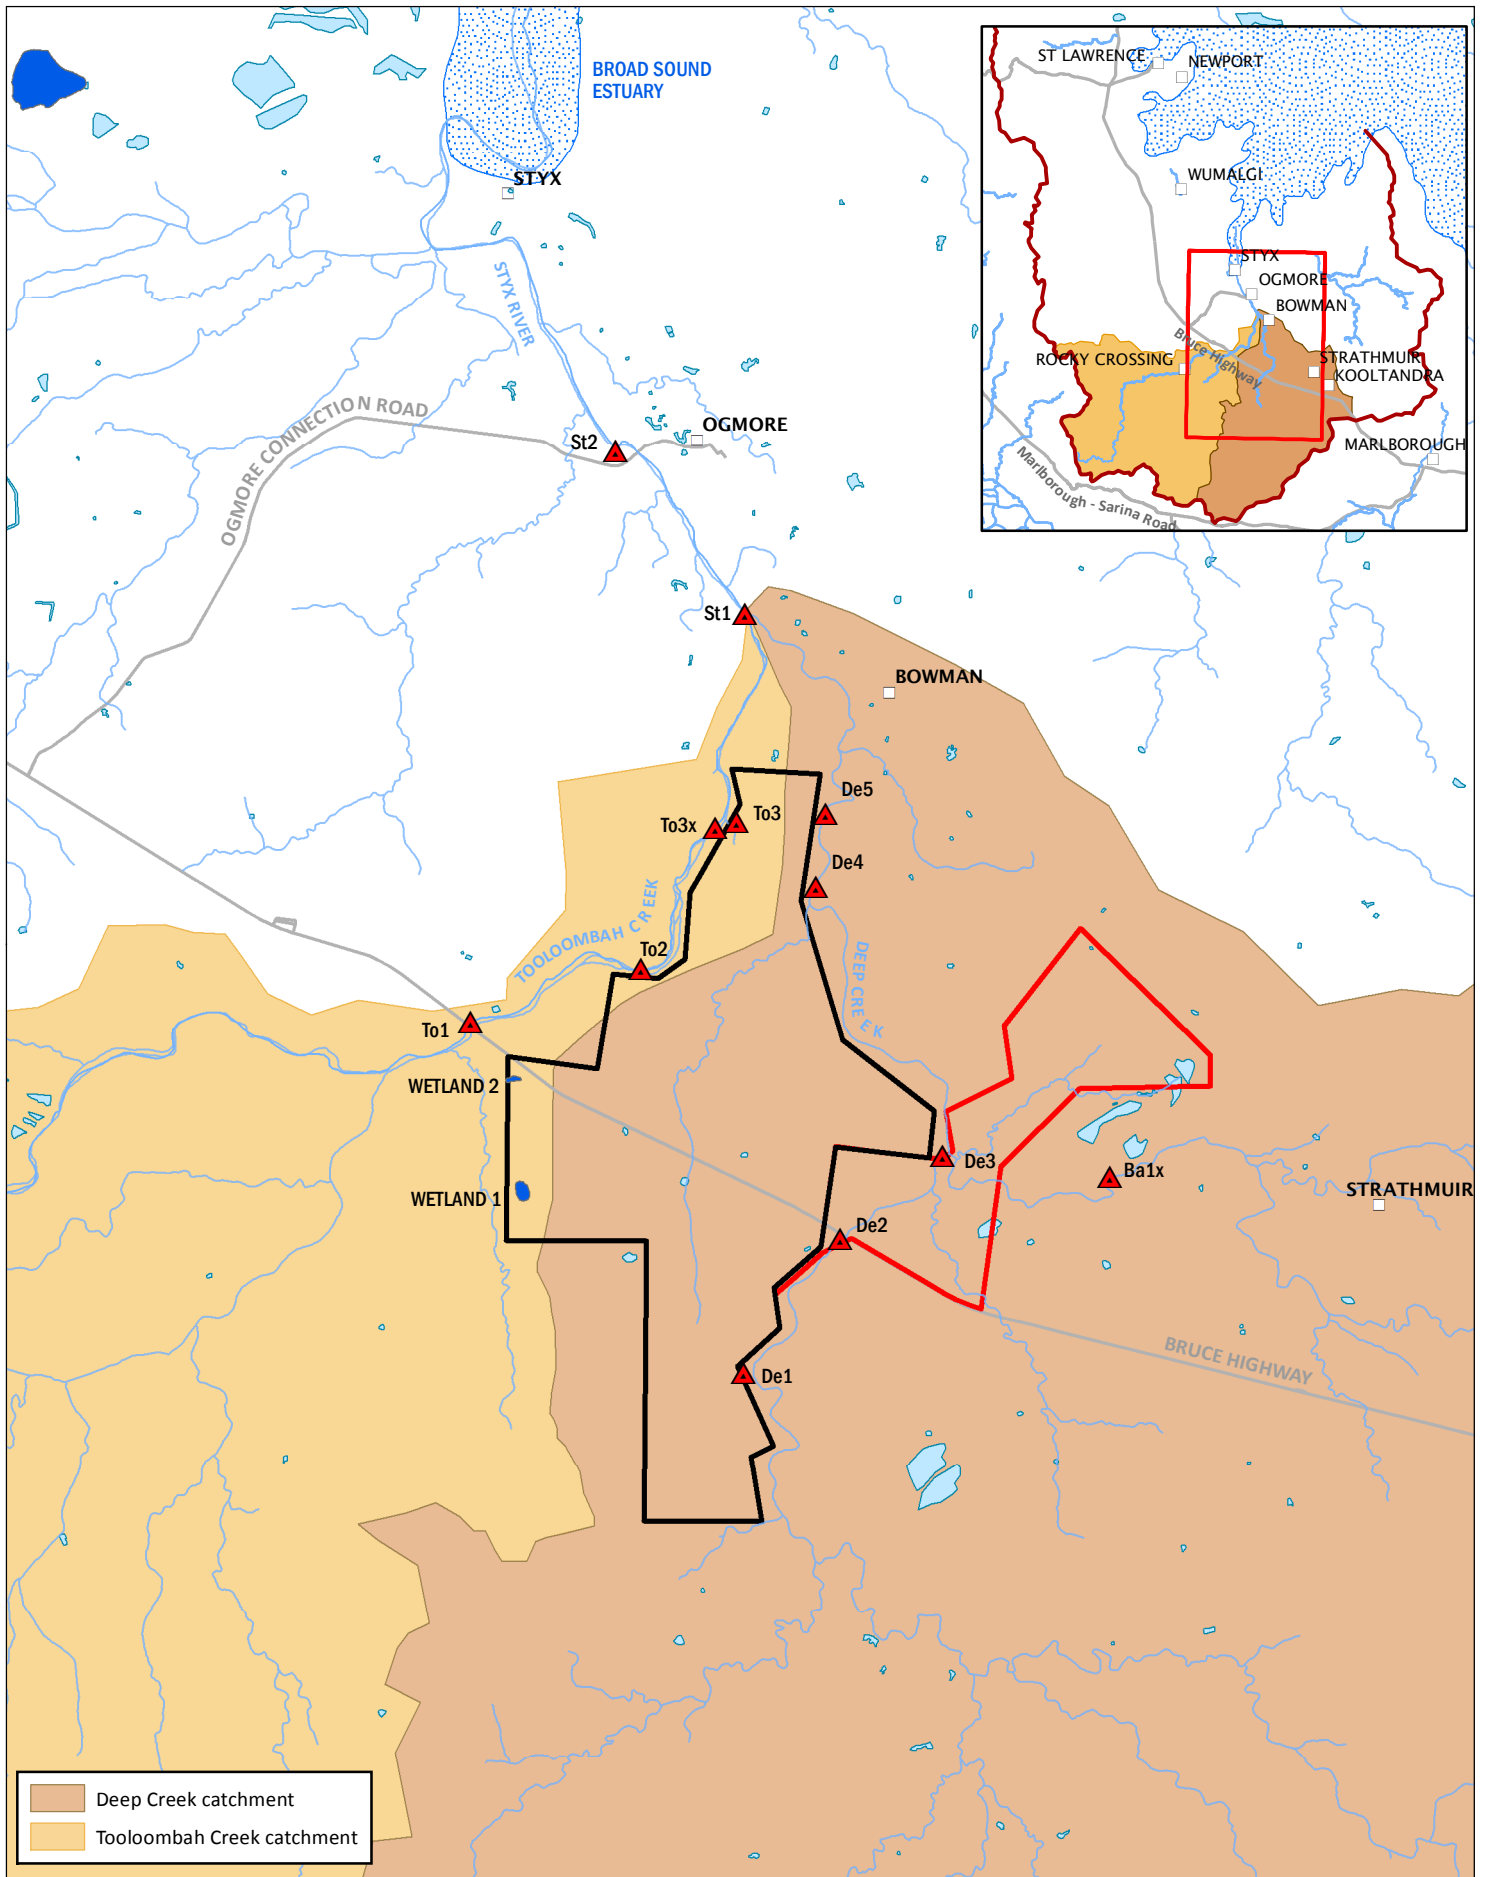 BROAD SOUND
ESTUARY
STYX
STYX RIVER
OGMORE CONNECTION ROAD
OGMORE
St2
St1
BOWMAN
De5
To3x
To3
De4
TOOLOOMBAH CREEK
To2
DEEP CREEK
To1
WETLAND 2
De3
Ba1x
STRATHMUIR
WETLAND 1
De2
BRUCE HIGHWAY
De1
Deep Creek catchment
Tooloombah Creek catchment
ST LAWRENCE
NEWPORT
WUMALGI
STYX
OGMORE
BOWMAN
Bruce Highway
ROCKY CROSSING
STRATHMUIR
KOOLTANDRA
MARLBOROUGH
Marlborough - Sarina Road